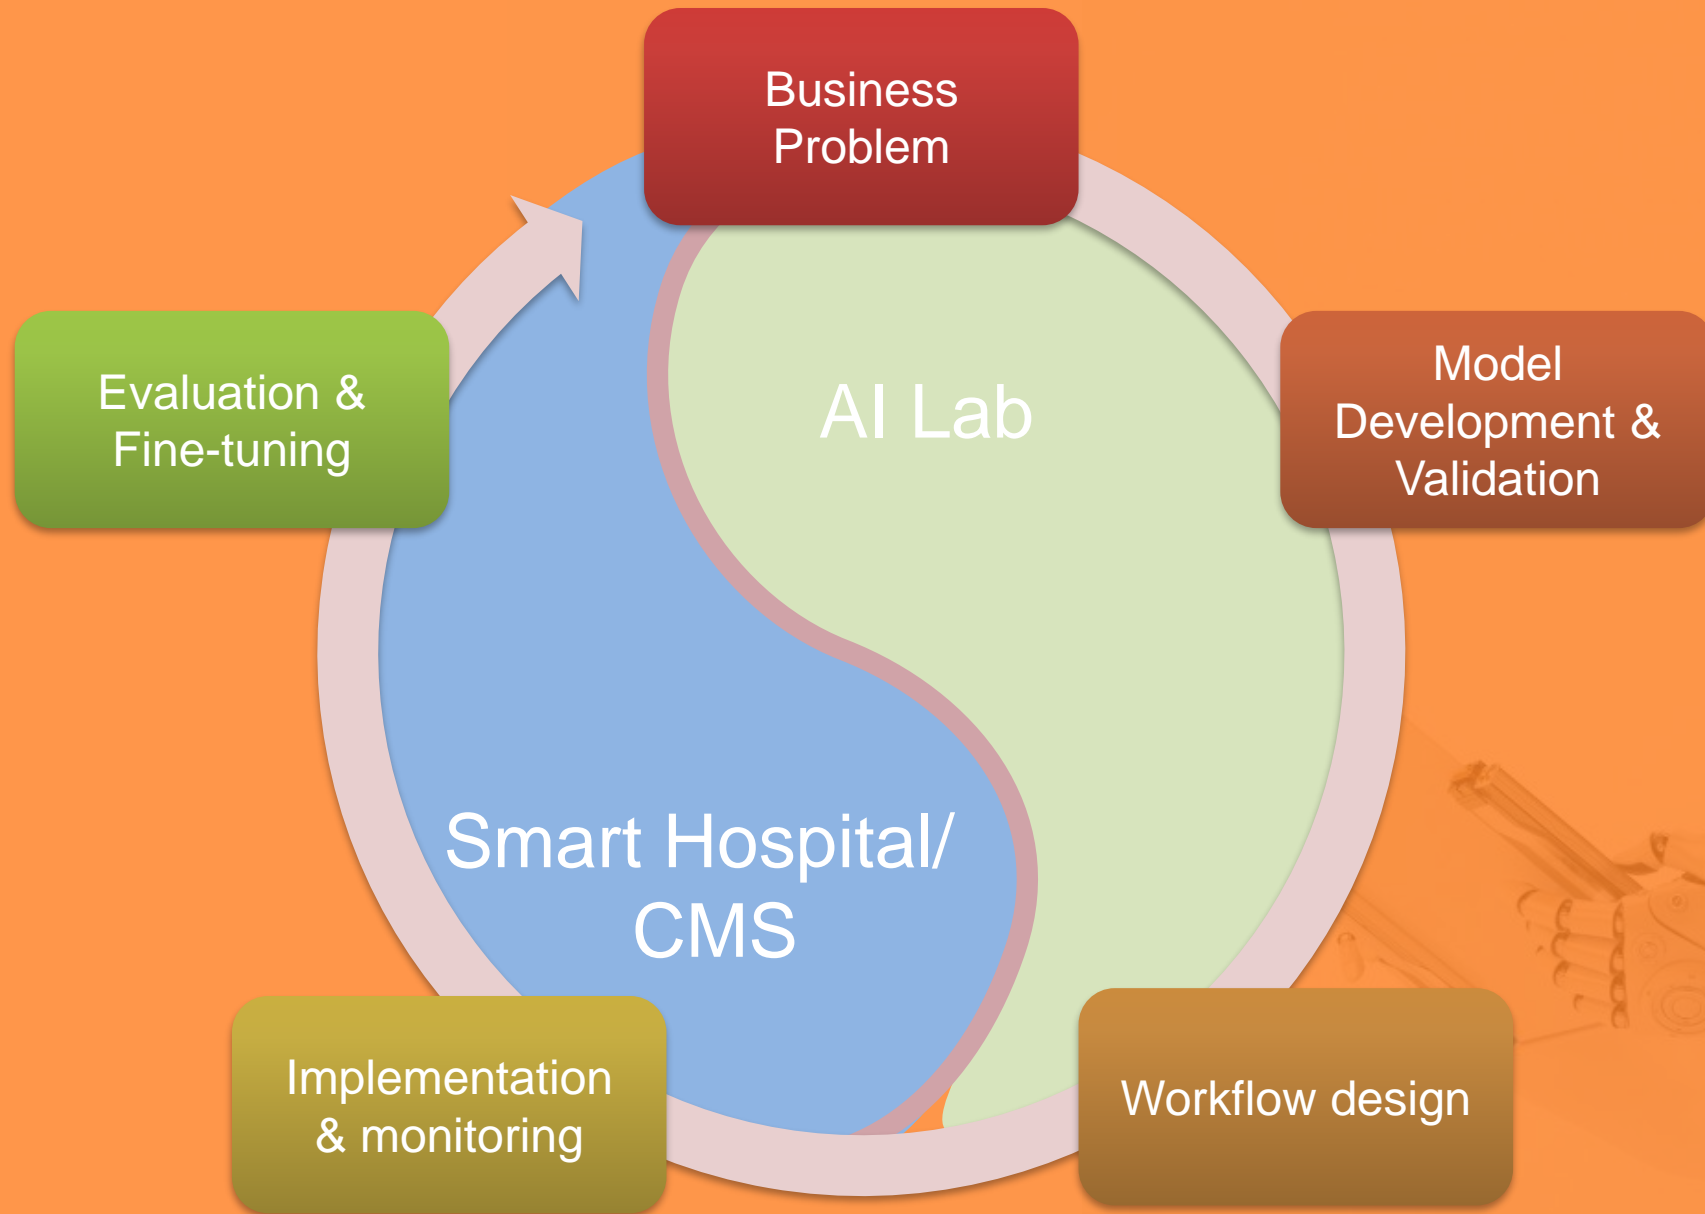 Business
Problem
Model
Development &
Validation
Workflow design
Implementation
& monitoring
Evaluation &
Fine-tuning
AI Lab
Smart Hospital/
CMS